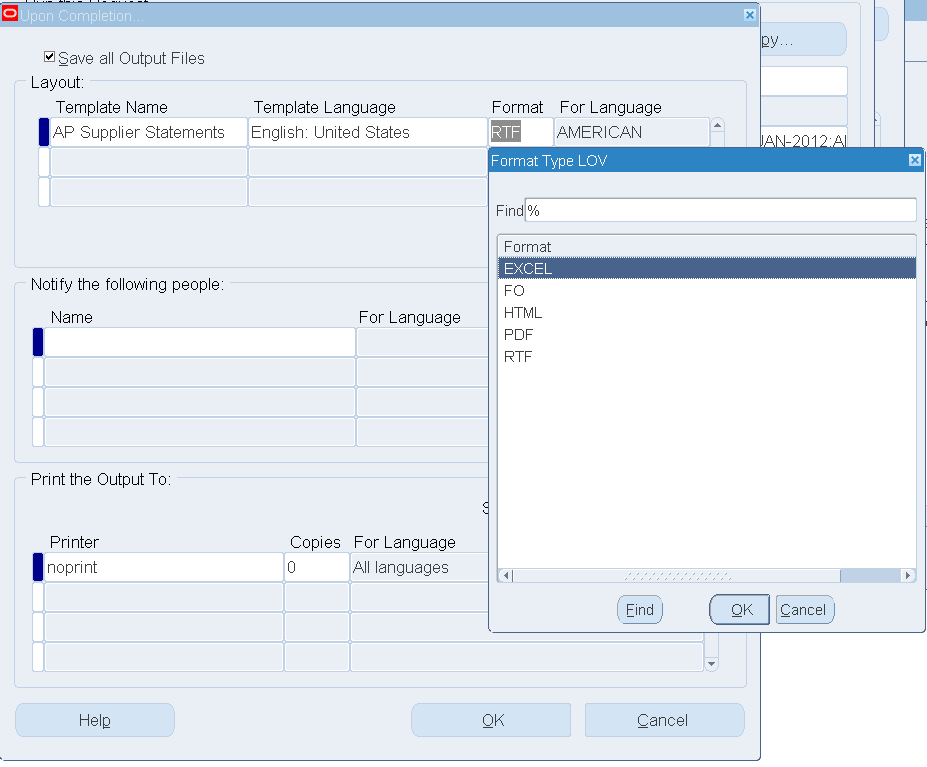 Upon Completion...
Save all Output Files
py...
Layout:
Template Name Template Language Format For Language
AP Supplier Statements English: United States RTF AMERICAN
JAN-2012:AI
Format Type LOV
Find %
Format
EXCEL
FO
HTML
PDF
RTF
Find OK Cancel
Notify the following people:
Name For Language
Print the Output To:
Printer Copies For Language
noprint 0 All languages
Help OK Cancel